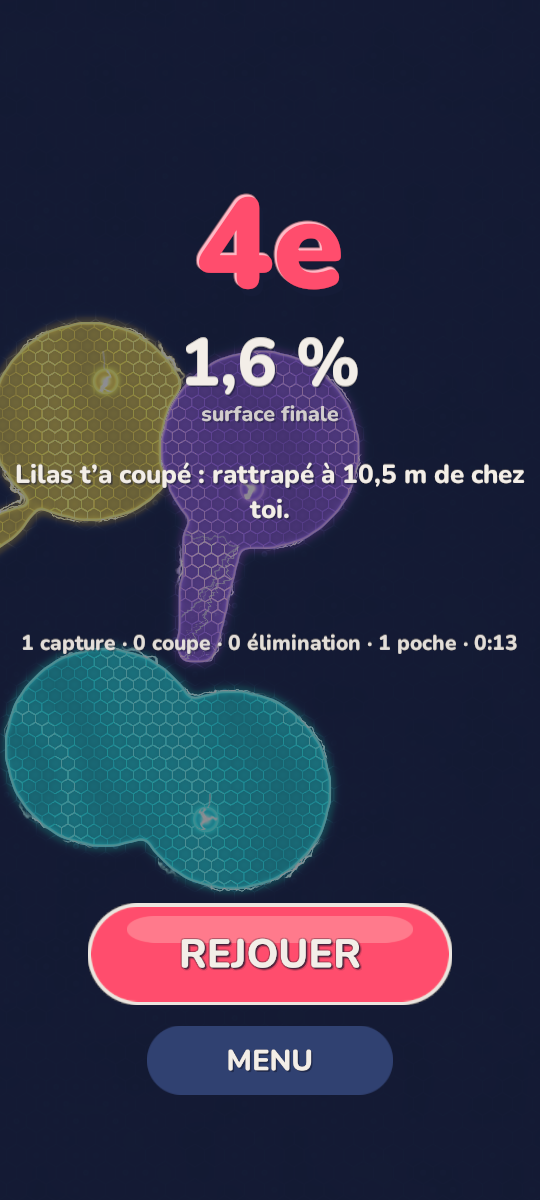 4e
1,6 %
surface finale
Lilas t’a coupé : rattrapé à 10,5 m de chez
toi.
1 capture · 0 coupe · 0 élimination · 1 poche · 0:13
REJOUER
MENU